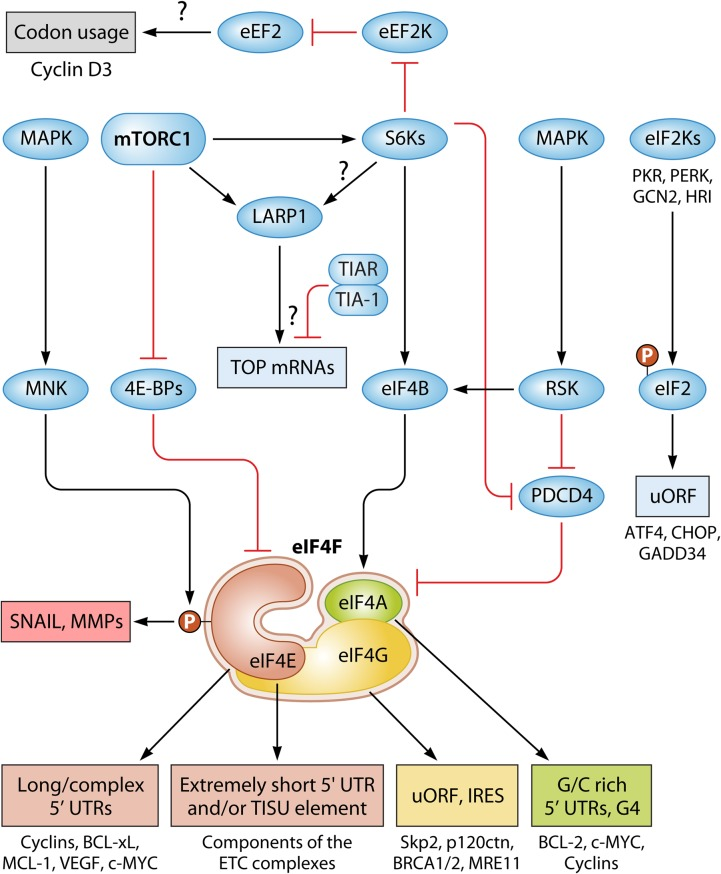 ?
Codon usage
eEF2
eEF2K
Cyclin D3
MAPK
mTORC1
S6Ks
MAPK
eIF2Ks
?
PKR, PERK,
GCN2, HRI
LARP1
TIAR
TIA-1
?
P
TOP mRNAs
MNK
4E-BPs
eIF4B
RSK
eIF2
PDCD4
uORF
ATF4, CHOP,
GADD34
eIF4F
eIF4A
SNAIL, MMPs
P
eIF4E
eIF4G
Long/complex
5′ UTRs
Extremely short 5' UTR
and/or TISU element
uORF, IRES
G/C rich
5′ UTRs, G4
Cyclins, BCL-xL,
MCL-1, VEGF, c-MYC
Components of the
ETC complexes
Skp2, p120ctn,
BRCA1/2, MRE11
BCL-2, c-MYC,
Cyclins